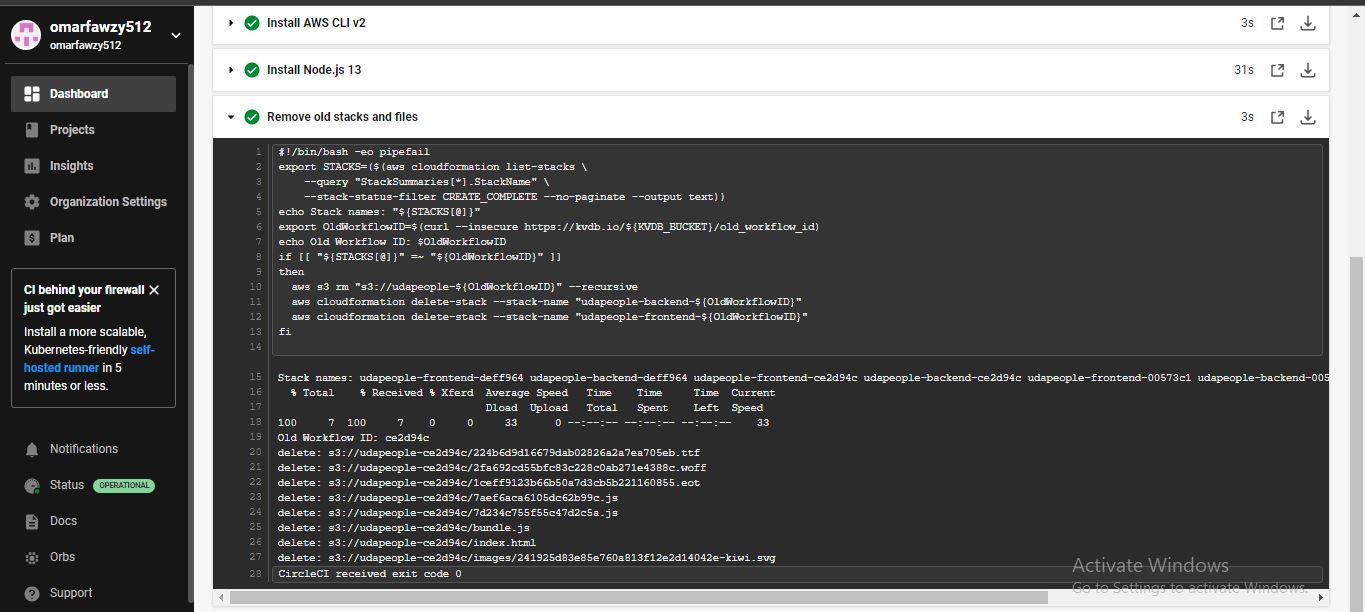 omarfawzy512
omarfawzy512
Dashboard
Projects
Insights
Organization Settings
Plan
CI behind your firewall
just got easier
Install a more scalable,
Kubernetes-friendly self-
hosted runner in 5
minutes or less.
Notifications
Status OPERATIONAL
Docs
Orbs
Support
Install AWS CLI v2 3s
Install Node.js 13 31s
Remove old stacks and files 3s
1 #!/bin/bash -eo pipefail
2 export STACKS=($(aws cloudformation list-stacks \
3 --query "StackSummaries[*].StackName" \
4 --stack-status-filter CREATE_COMPLETE --no-paginate --output text))
5 echo Stack names: "${STACKS[@]}"
6 export OldWorkflowID=$(curl --insecure https://kvdb.io/${KVDB_BUCKET}/old_workflow_id)
7 echo Old Workflow ID: $OldWorkflowID
8 if [[ "${STACKS[@]}" =~ "${OldWorkflowID}" ]]
9 then
10 aws s3 rm "s3://udapeople-${OldWorkflowID}" --recursive
11 aws cloudformation delete-stack --stack-name "udapeople-backend-${OldWorkflowID}"
12 aws cloudformation delete-stack --stack-name "udapeople-frontend-${OldWorkflowID}"
13 fi
14
15 Stack names: udapeople-frontend-deff964 udapeople-backend-deff964 udapeople-frontend-ce2d94c udapeople-backend-ce2d94c udapeople-frontend-00573c1 udapeople-backend-005
16 % Total % Received % Xferd Average Speed Time Time Time Current
17 Dload Upload Total Spent Left Speed
18 100 7 100 7 0 0 33 0 --:--:-- --:--:-- --:--:-- 33
19 Old Workflow ID: ce2d94c
20 delete: s3://udapeople-ce2d94c/224b6d9d16679dab02826a2a7ea705eb.ttf
21 delete: s3://udapeople-ce2d94c/2fa692cd55bfc83c228c0ab271e4388c.woff
22 delete: s3://udapeople-ce2d94c/1ceff9123b66b50a7d3cb5b221160855.eot
23 delete: s3://udapeople-ce2d94c/7aef6aca6105dc62b99c.js
24 delete: s3://udapeople-ce2d94c/7d234c755f55c47d2c5a.js
25 delete: s3://udapeople-ce2d94c/bundle.js
26 delete: s3://udapeople-ce2d94c/index.html
27 delete: s3://udapeople-ce2d94c/images/241925d83e85e760a813f12e2d14042e-kiwi.svg
28 CircleCI received exit code 0
Activate Windows
Go to Settings to activate Windows.